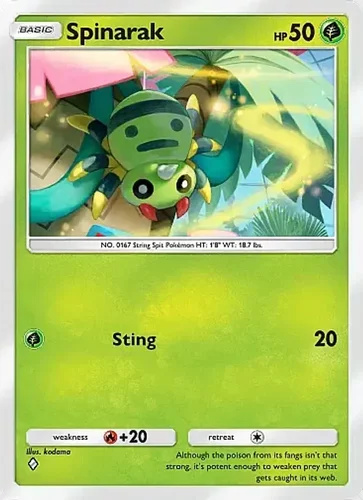 BASIC Spinarak HP 50
NO. 0167 String Spit Pokémon HT: 1'8" WT: 18.7 lbs.
Sting 20
weakness +20 retreat
Illus. kodama
Although the poison from its fangs isn't that
strong, it's potent enough to weaken prey that
gets caught in its web.